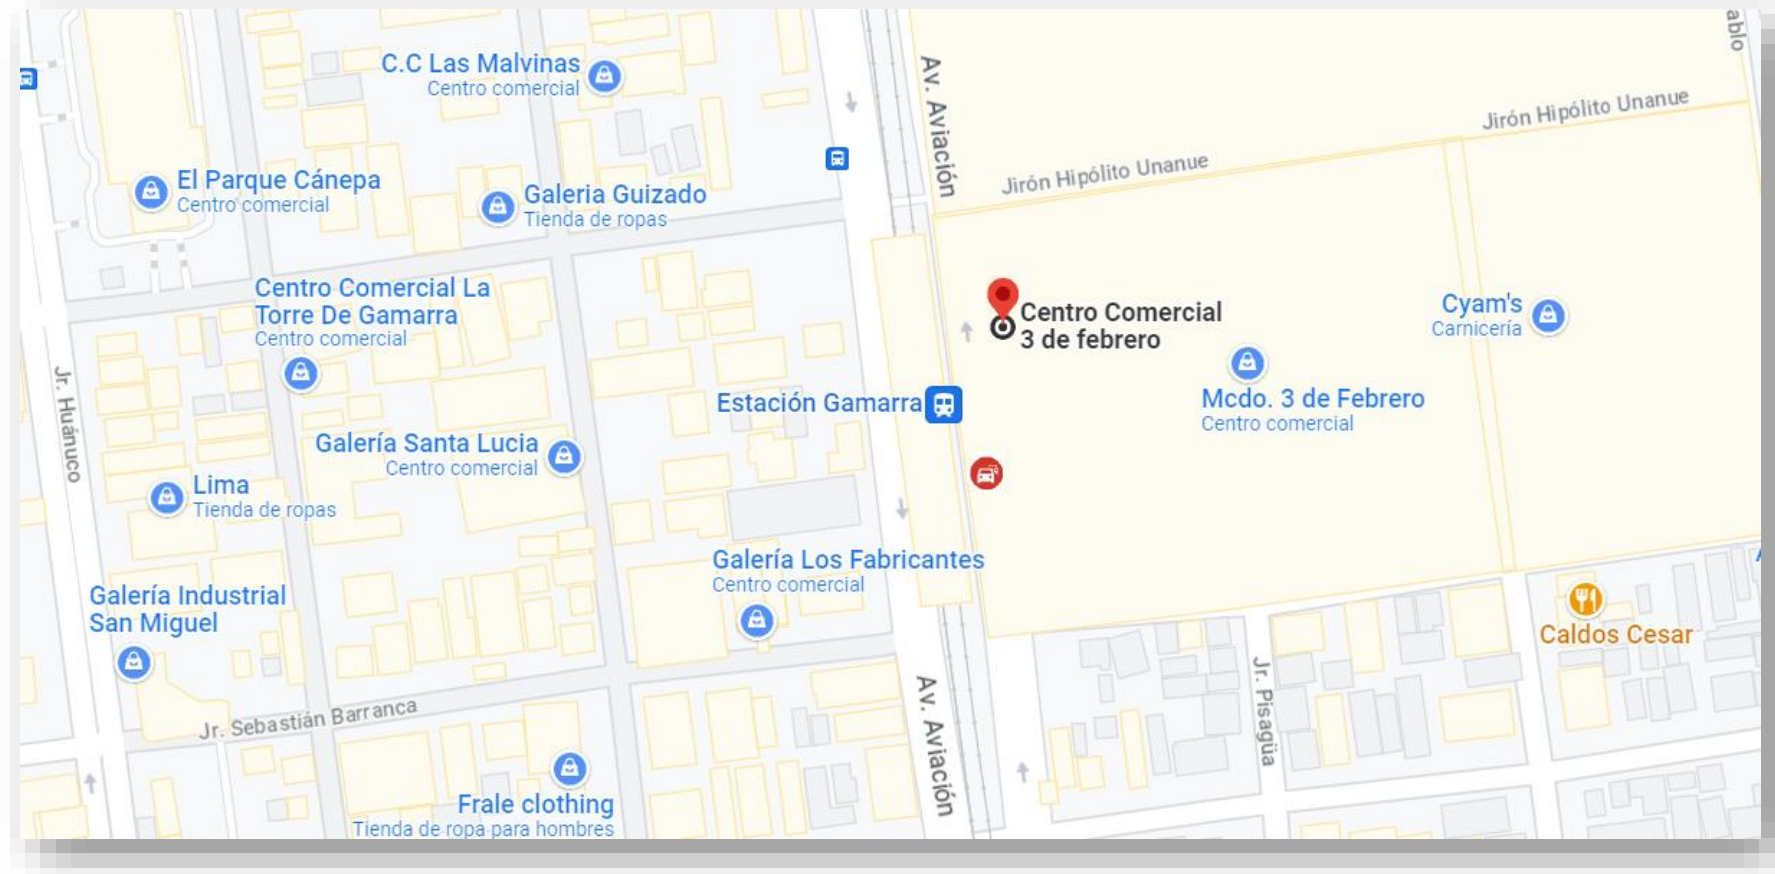 ablo
C.C Las Malvinas
Centro comercial
Av. Aviación
Jirón Hipólito Unanue
Jirón Hipólito Unanue
El Parque Cánepa
Centro comercial
Galeria Guizado
Tienda de ropas
Centro Comercial La
Torre De Gamarra
Centro comercial
Centro Comercial
3 de febrero
Cyam's
Carnicería
Jr. Huánuco
Estación Gamarra
Mcdo. 3 de Febrero
Centro comercial
Galería Santa Lucia
Centro comercial
Lima
Tienda de ropas
Galería Los Fabricantes
Centro comercial
Galería Industrial
San Miguel
Caldos Cesar
Jr. Sebastián Barranca
Av. Aviación
Jr. Pisagüa
Frale clothing
Tienda de ropa para hombres